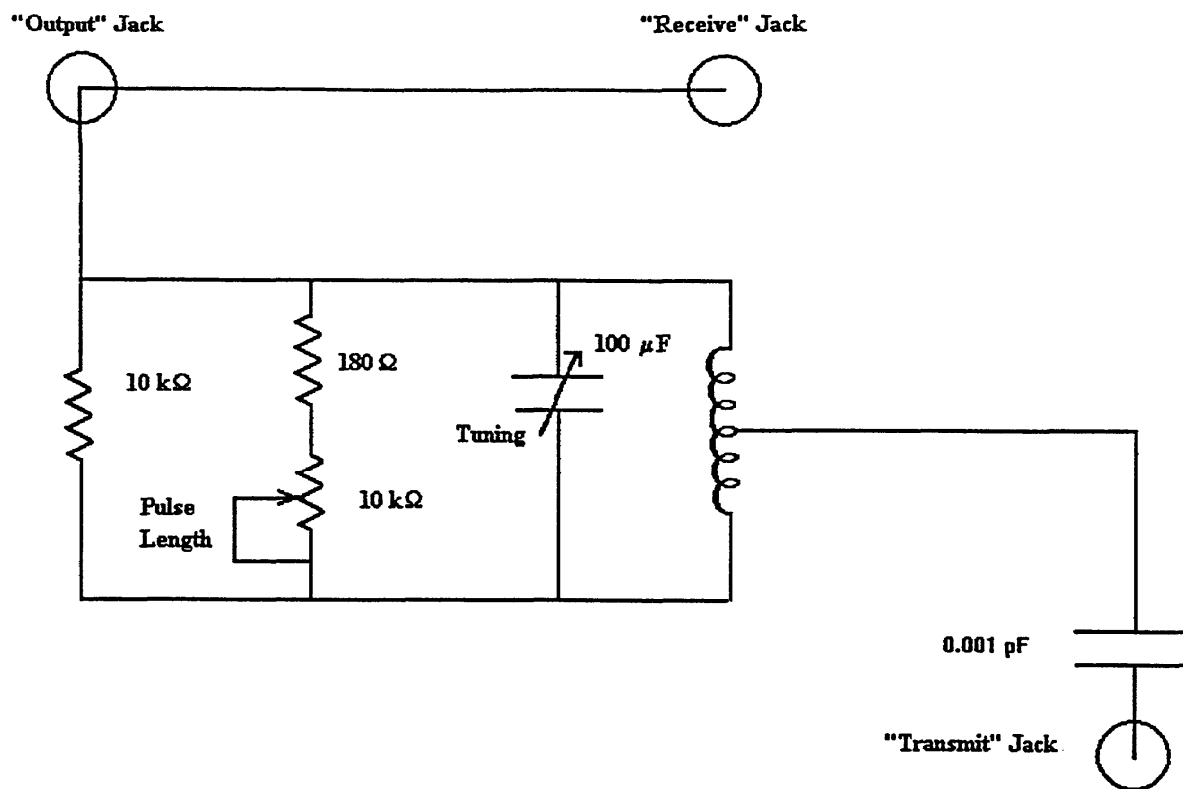 "Output" Jack
"Receive" Jack
10 kΩ
180 Ω
100 μF
Tuning
Pulse
Length
10 kΩ
0.001 pF
"Transmit" Jack